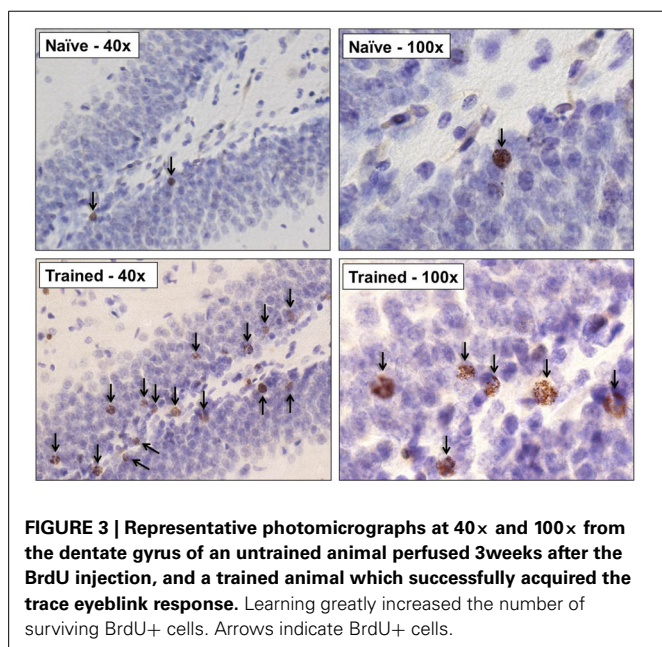 Naïve - 40x
Naïve - 100x
Trained - 40x
Trained - 100x
FIGURE 3 | Representative photomicrographs at 40× and 100× from
the dentate gyrus of an untrained animal perfused 3weeks after the
BrdU injection, and a trained animal which successfully acquired the
trace eyeblink response. Learning greatly increased the number of
surviving BrdU+ cells. Arrows indicate BrdU+ cells.